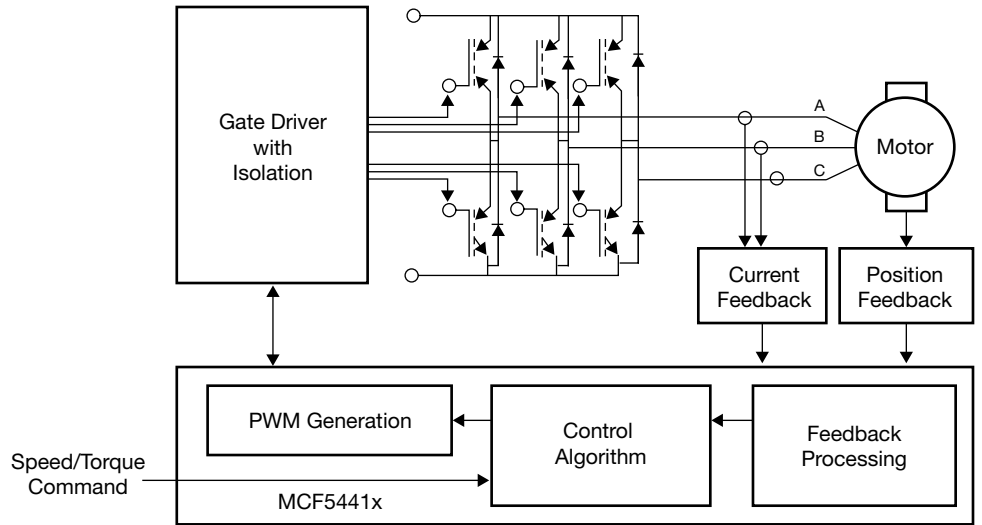 Gate Driver
with
Isolation
A
B
C
Motor
Current
Feedback
Position
Feedback
PWM Generation
Control
Algorithm
Feedback
Processing
Speed/Torque
Command
MCF5441x